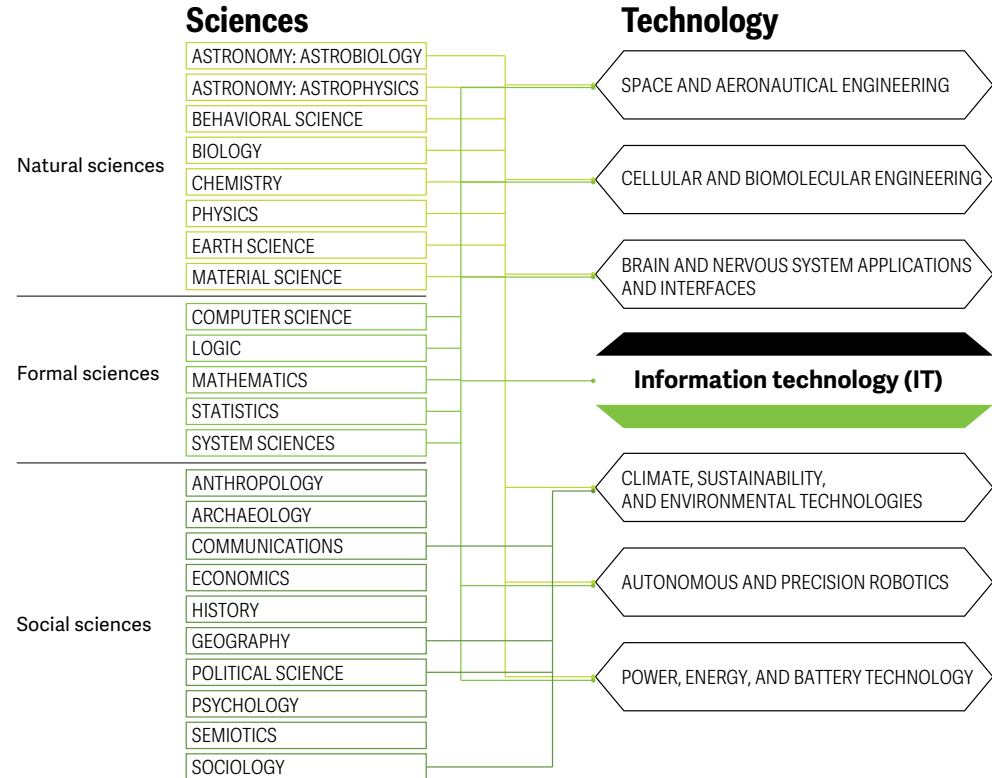 Sciences
Technology
Natural sciences
ASTRONOMY: ASTROBIOLOGY
ASTRONOMY: ASTROPHYSICS
BEHAVIORAL SCIENCE
BIOLOGY
CHEMISTRY
PHYSICS
EARTH SCIENCE
MATERIAL SCIENCE
Formal sciences
COMPUTER SCIENCE
LOGIC
MATHEMATICS
STATISTICS
SYSTEM SCIENCES
Social sciences
ANTHROPOLOGY
ARCHAEOLOGY
COMMUNICATIONS
ECONOMICS
HISTORY
GEOGRAPHY
POLITICAL SCIENCE
PSYCHOLOGY
SEMIOTICS
SOCIOLOGY
SPACE AND AERONAUTICAL ENGINEERING
CELLULAR AND BIOMOLECULAR ENGINEERING
BRAIN AND NERVOUS SYSTEM APPLICATIONS
AND INTERFACES
Information technology (IT)
CLIMATE, SUSTAINABILITY,
AND ENVIRONMENTAL TECHNOLOGIES
AUTONOMOUS AND PRECISION ROBOTICS
POWER, ENERGY, AND BATTERY TECHNOLOGY